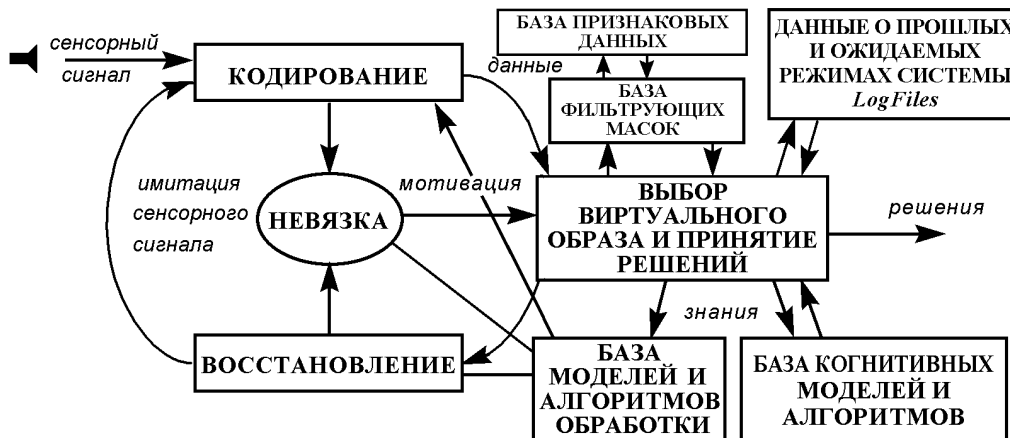 сенсорный
сигнал
КОДИРОВАНИЕ
данные
БАЗА ПРИЗНАКОВЫХ
ДАННЫХ
БАЗА
ФИЛЬТРУЮЩИХ
МАСОК
ДАННЫЕ О ПРОШЛЫХ
И ОЖИДАЕМЫХ
РЕЖИМАХ СИСТЕМЫ
LogFiles
имитация
сенсорного
сигнала
НЕВЯЗКА
мотивация
ВЫБОР
ВИРТУАЛЬНОГО
ОБРАЗА И ПРИНЯТИЕ
РЕШЕНИЙ
решения
знания
ВОССТАНОВЛЕНИЕ
БАЗА
МОДЕЛЕЙ И
АЛГОРИТМОВ
ОБРАБОТКИ
БАЗА КОГНИТИВНЫХ
МОДЕЛЕЙ И
АЛГОРИТМОВ